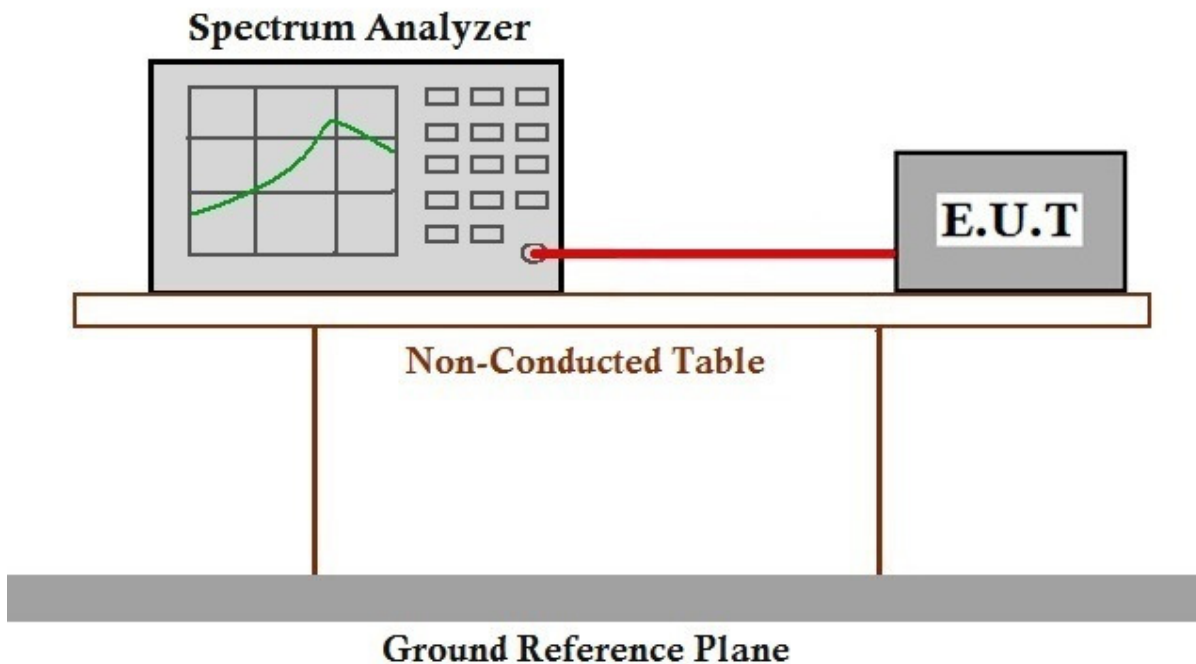 Spectrum Analyzer
E.U.T
Non-Conducted Table
Ground Reference Plane